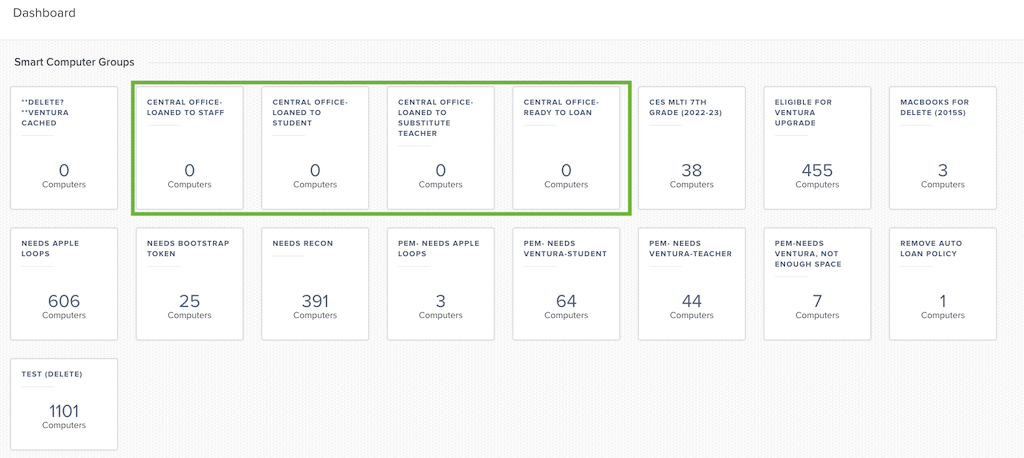 Dashboard
Smart Computer Groups
**DELETE?
**VENTURA
CACHED
0
Computers
CENTRAL OFFICE-
LOANED TO STAFF
0
Computers
CENTRAL OFFICE-
LOANED TO
STUDENT
0
Computers
CENTRAL OFFICE-
LOANED TO
SUBSTITUTE
TEACHER
0
Computers
CENTRAL OFFICE-
READY TO LOAN
0
Computers
CES MLTI 7TH
GRADE (2022-23)
38
Computers
ELIGIBLE FOR
VENTURA
UPGRADE
455
Computers
MACBOOKS FOR
DELETE (2015S)
3
Computers
NEEDS APPLE
LOOPS
606
Computers
NEEDS BOOTSTRAP
TOKEN
25
Computers
NEEDS RECON
391
Computers
PEM- NEEDS APPLE
LOOPS
3
Computers
PEM- NEEDS
VENTURA-STUDENT
64
Computers
PEM- NEEDS
VENTURA-TEACHER
44
Computers
PEM-NEEDS
VENTURA, NOT
ENOUGH SPACE
7
Computers
REMOVE AUTO
LOAN POLICY
1
Computers
TEST (DELETE)
1101
Computers